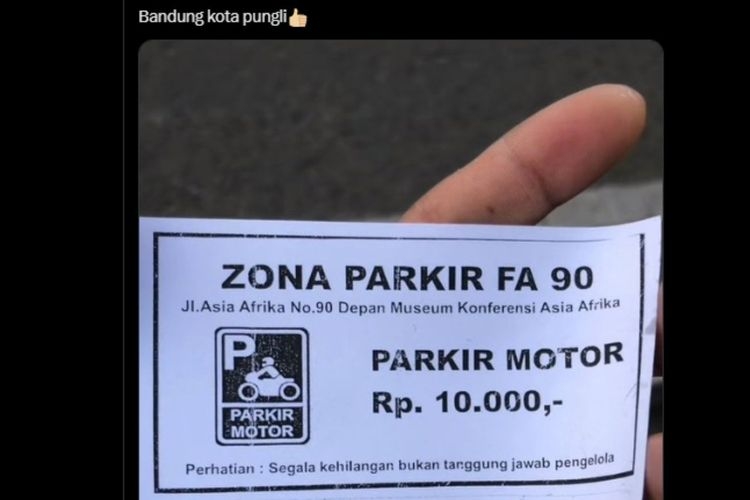 Bandung kota pungli👍🏻
ZONA PARKIR FA 90
Jl.Asia Afrika No.90 Depan Museum Konferensi Asia Afrika
P
PARKIR
MOTOR
PARKIR MOTOR
Rp. 10.000,-
Perhatian : Segala kehilangan bukan tanggung jawab pengelola